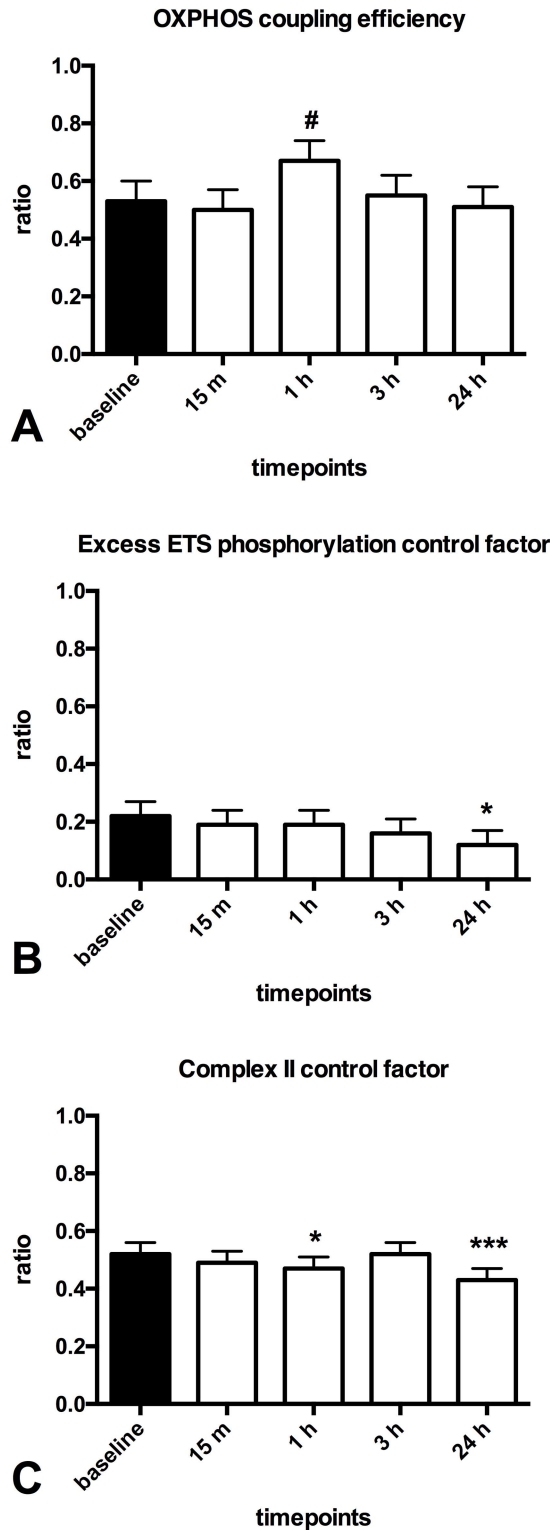 OXPHOS coupling efficiency
1.0
0.8
0.6
0.4
0.2
0.0
ratio
#
baseline
15 m
1 h
3 h
24 h
A
timepoints
Excess ETS phosphorylation control factor
1.0
0.8
0.6
0.4
0.2
0.0
ratio
*
baseline
15 m
1 h
3 h
24 h
B
timepoints
Complex II control factor
1.0
0.8
0.6
0.4
0.2
0.0
ratio
*
***
baseline
15 m
1 h
3 h
24 h
C
timepoints